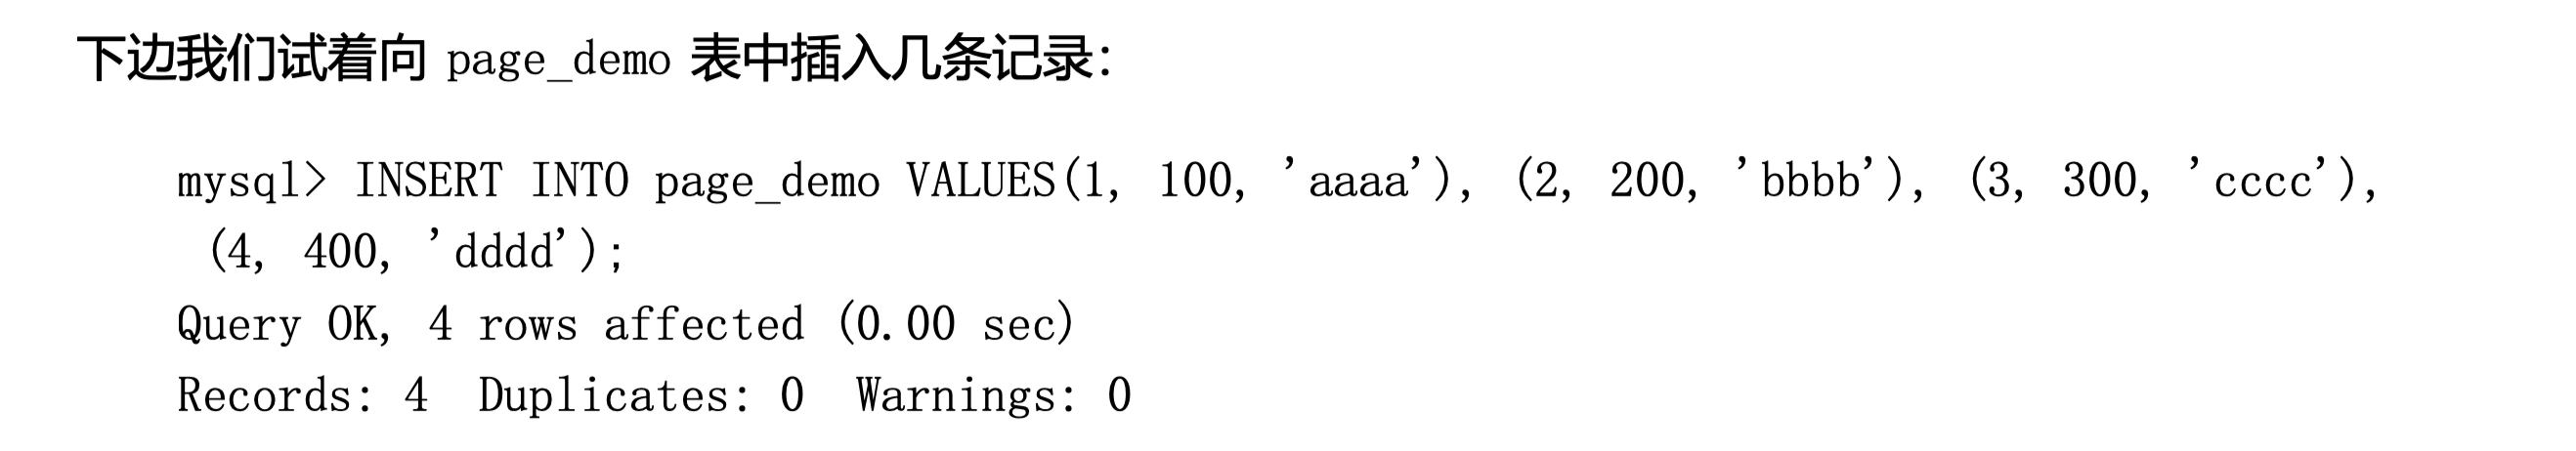 下边我们试着向 page_demo 表中插入几条记录：
mysql> INSERT INTO page_demo VALUES(1, 100, 'aaaa'), (2, 200, 'bbbb'), (3, 300, 'cccc'),
(4, 400, 'dddd');
Query OK, 4 rows affected (0.00 sec)
Records: 4  Duplicates: 0  Warnings: 0